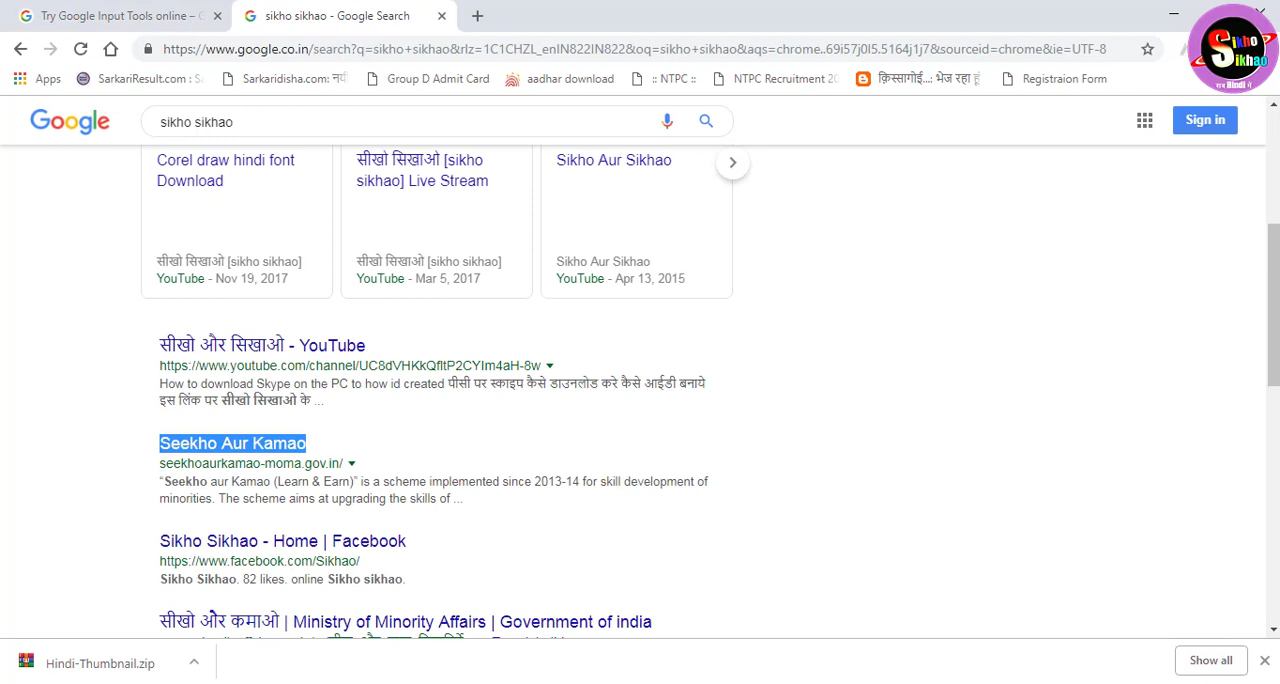 Try Google Input Tools online –
sikho sikhao - Google Search
https://www.google.co.in/search?q=sikho+sikhao&rlz=1C1CHZL_enIN822IN822&oq=sikho+sikhao&aqs=chrome..69i57j0l5.5164j1j7&sourceid=chrome&ie=UTF-8
Apps
SarkariResult.com :
Sarkaridisha.com: नयी
Group D Admit Card
aadhar download
:: NTPC ::
NTPC Recruitment
क़िस्सागोई...: भेज रहा हूं
Registraion Form
Sikho
Sikhao
सब Hindi में
Google
sikho sikhao
Sign in
Corel draw hindi font
Download
सीखो सिखाओ [sikho sikhao]
YouTube - Nov 19, 2017
सीखो सिखाओ [sikho
sikhao] Live Stream
सीखो सिखाओ [sikho sikhao]
YouTube - Mar 5, 2017
Sikho Aur Sikhao
Sikho Aur Sikhao
YouTube - Apr 13, 2015
सीखो और सिखाओ - YouTube
https://www.youtube.com/channel/UC8dVHKkQfltP2CYIm4aH-8w
How to download Skype on the PC to how id created पीसी पर स्काइप कैसे डाउनलोड करे कैसे आईडी बनाये
इस लिंक पर सीखो सिखाओ के ...
Seekho Aur Kamao
seekhoaurkamao-moma.gov.in/
“Seekho aur Kamao (Learn & Earn)” is a scheme implemented since 2013-14 for skill development of
minorities. The scheme aims at upgrading the skills of ...
Sikho Sikhao - Home | Facebook
https://www.facebook.com/Sikhao/
Sikho Sikhao. 82 likes. online Sikho sikhao.
सीखो ओेर कमाओ | Ministry of Minority Affairs | Government of india
Hindi-Thumbnail.zip
Show all